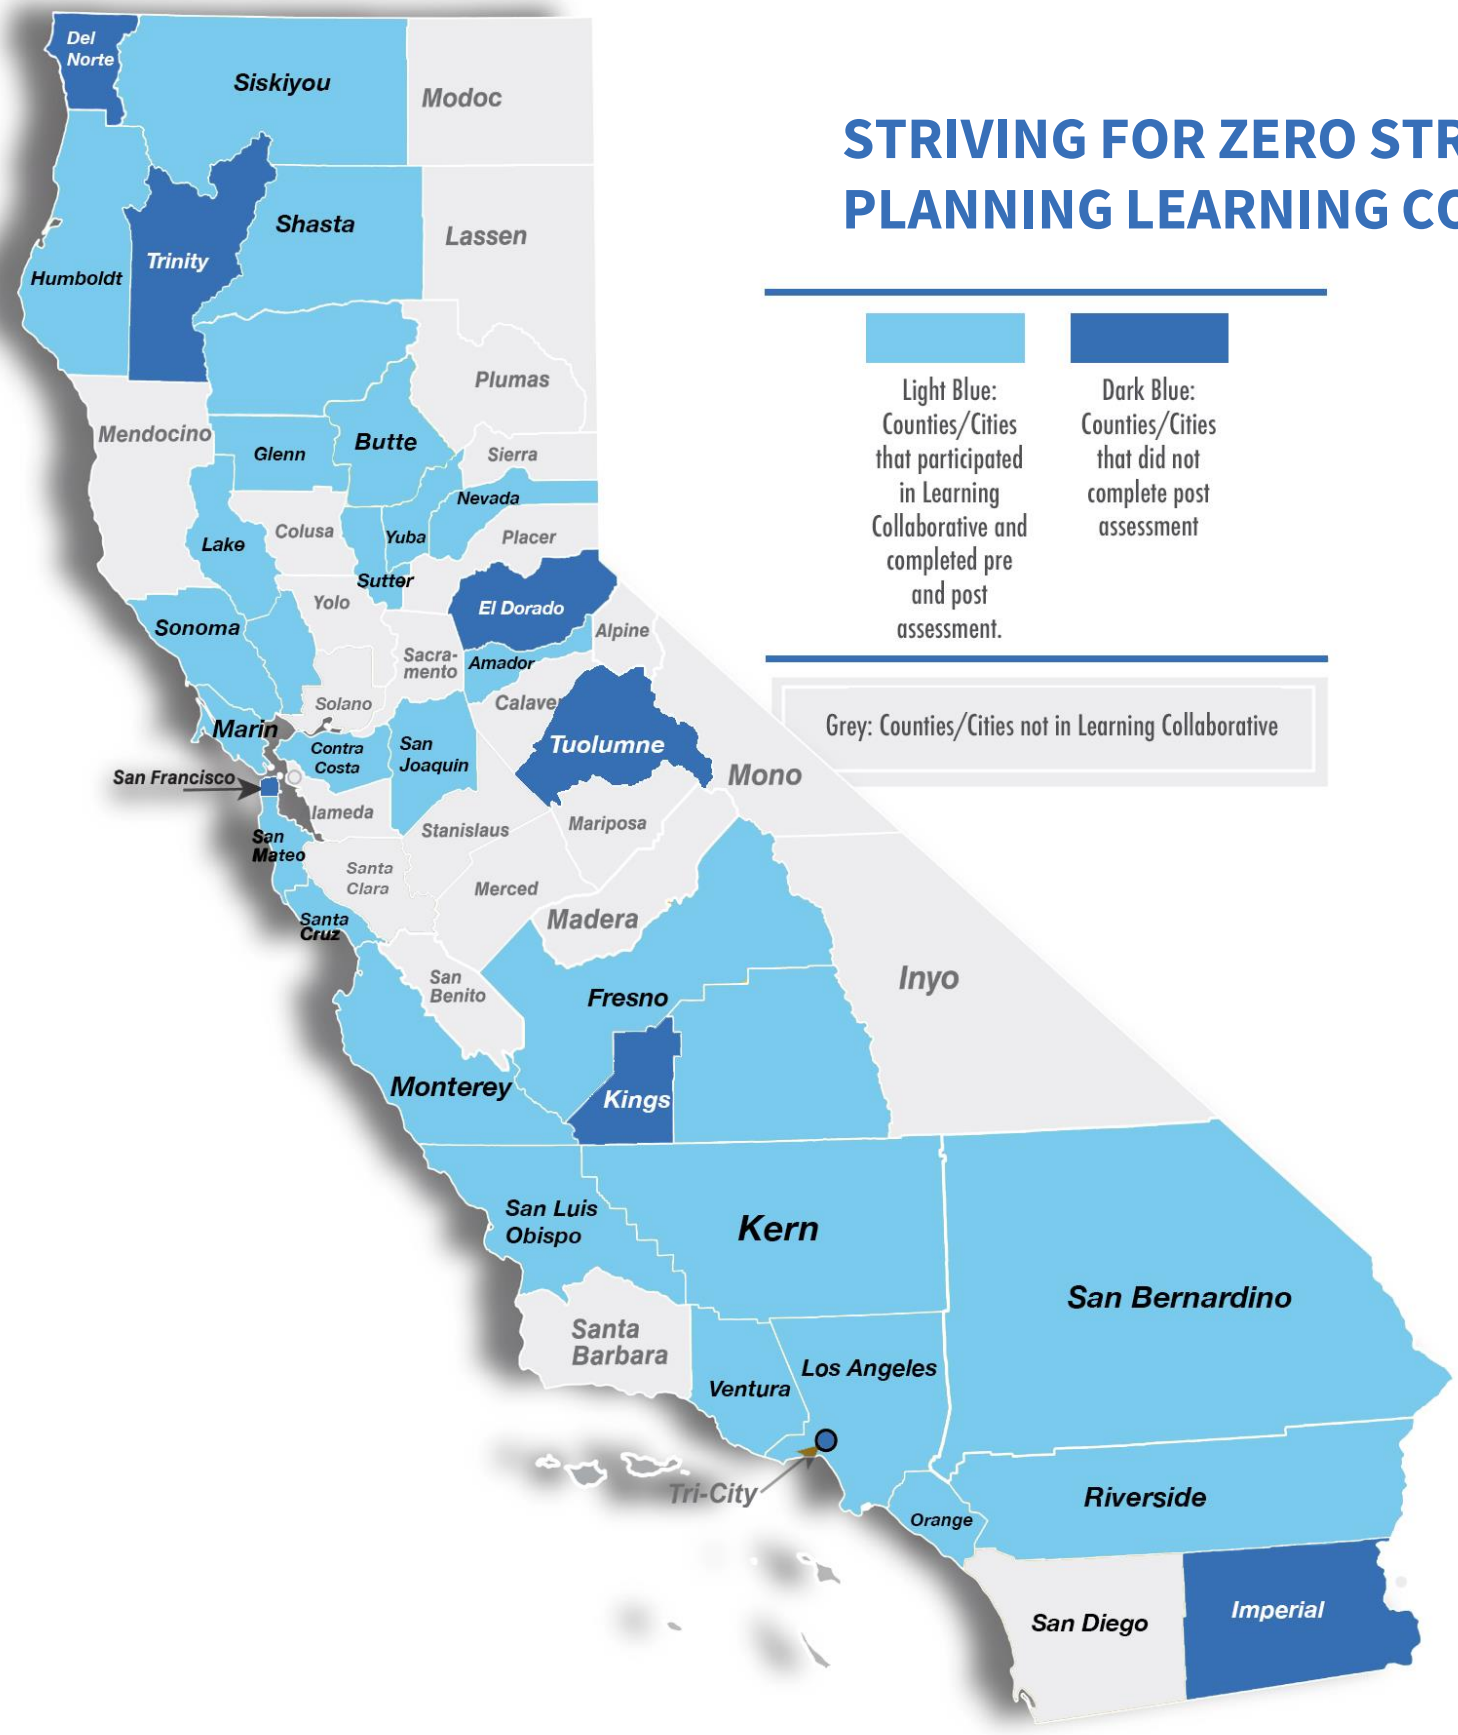 STRIVING FOR ZERO STR
PLANNING LEARNING CO
Light Blue:
Counties/Cities
that participated
in Learning
Collaborative and
completed pre
and post
assessment.
Dark Blue:
Counties/Cities
that did not
complete post
assessment
Grey: Counties/Cities not in Learning Collaborative
Del
Norte
Siskiyou
Modoc
Trinity
Shasta
Lassen
Humboldt
Plumas
Mendocino
Glenn
Butte
Sierra
Nevada
Colusa
Yuba
Placer
Lake
Sutter
Yolo
El Dorado
Sonoma
Alpine
Sacra-
mento
Amador
Solano
Calaver
Marin
Contra
Costa
San
Joaquin
Tuolumne
Mono
San Francisco
lameda
Stanislaus
Mariposa
San
Mateo
Santa
Clara
Merced
Santa
Cruz
Madera
San
Benito
Fresno
Inyo
Monterey
Kings
San Luis
Obispo
Kern
San Bernardino
Santa
Barbara
Ventura
Los Angeles
Tri-City
Orange
Riverside
San Diego
Imperial